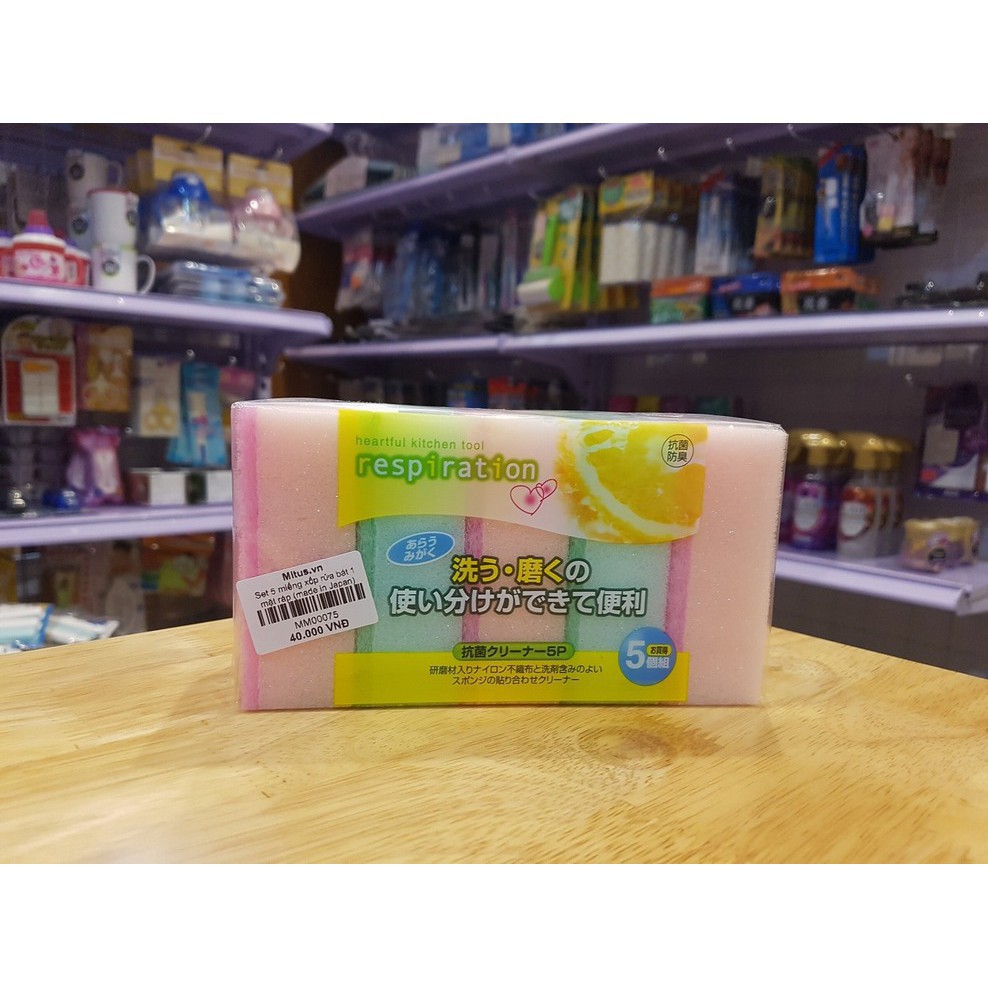 heartful kitchen tool
respiration
抗菌
防臭
あらう
みがく
洗う・磨くの
使い分けができて便利
抗菌クリーナー5P
研磨材入りナイロン不織布と洗剤含みのよい
スポンジの貼り合わせクリーナー
お買得
5個組
Mitus.vn
Set 5 miếng xốp rửa bát 1
mặt ráp (made in Japan)
MM00075
40.000 VNĐ